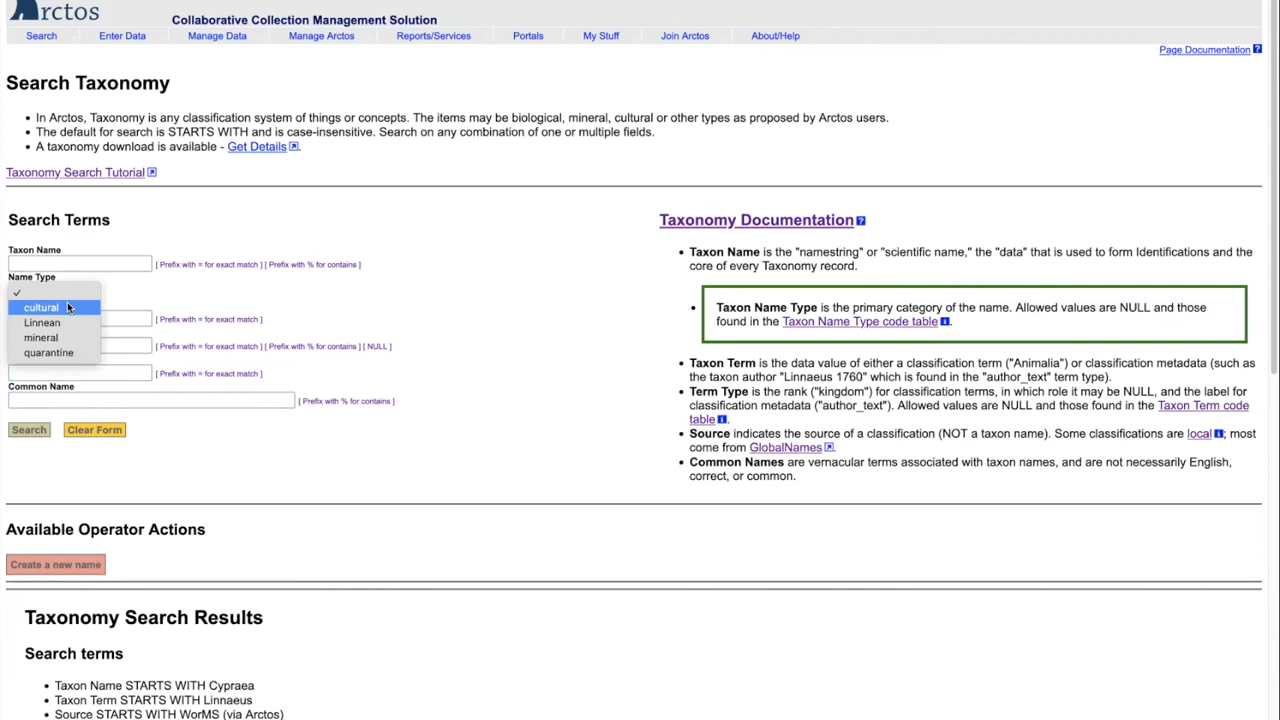 Arctos
Collaborative Collection Management Solution
Search Enter Data Manage Data Manage Arctos Reports/Services Portals My Stuff Join Arctos About/Help
Page Documentation ?
Search Taxonomy
• In Arctos, Taxonomy is any classification system of things or concepts. The items may be biological, mineral, cultural or other types as proposed by Arctos users.
• The default for search is STARTS WITH and is case-insensitive. Search on any combination of one or multiple fields.
• A taxonomy download is available - Get Details.
Taxonomy Search Tutorial
Search Terms
Taxon Name
[ Prefix with = for exact match ] [ Prefix with % for contains ]
Name Type
✓
cultural
Linnean
mineral
quarantine
[ Prefix with = for exact match ]
[ Prefix with = for exact match ] [ Prefix with % for contains ] [ NULL ]
[ Prefix with = for exact match ]
Common Name
[ Prefix with % for contains ]
Search Clear Form
Taxonomy Documentation ?
• Taxon Name is the "namestring" or "scientific name," the "data" that is used to form Identifications and the
core of every Taxonomy record.
• Taxon Name Type is the primary category of the name. Allowed values are NULL and those
found in the Taxon Name Type code table i.
• Taxon Term is the data value of either a classification term ("Animalia") or classification metadata (such as
the taxon author "Linnaeus 1760" which is found in the "author_text" term type).
• Term Type is the rank ("kingdom") for classification terms, in which role it may be NULL, and the label for
classification metadata ("author_text"). Allowed values are NULL and those found in the Taxon Term code
table i.
• Source indicates the source of a classification (NOT a taxon name). Some classifications are local i; most
come from GlobalNames.
• Common Names are vernacular terms associated with taxon names, and are not necessarily English,
correct, or common.
Available Operator Actions
Create a new name
Taxonomy Search Results
Search terms
• Taxon Name STARTS WITH Cypraea
• Taxon Term STARTS WITH Linnaeus
• Source STARTS WITH WorMS (via Arctos)